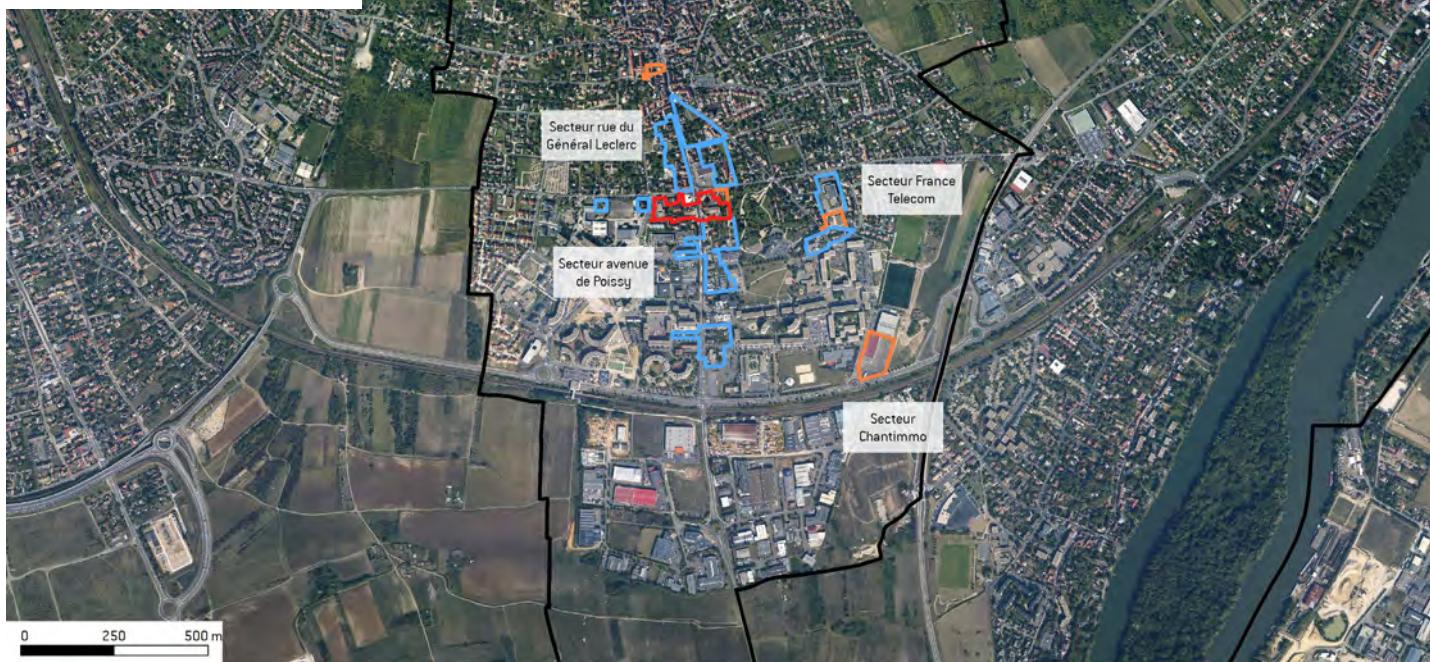 Secteur rue du
Général Leclerc
Secteur France
Telecom
Secteur avenue
de Poissy
Secteur
Chantimmo
0 250 500 m